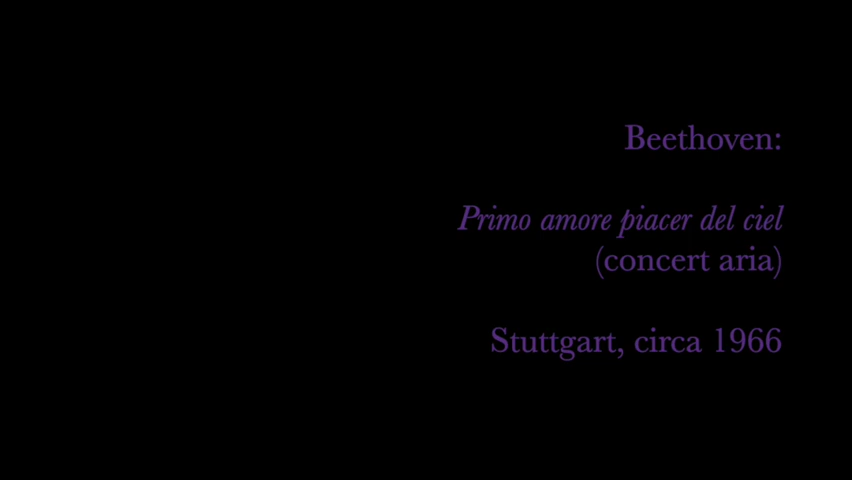 Beethoven:
Primo amore piacer del ciel
(concert aria)
Stuttgart, circa 1966